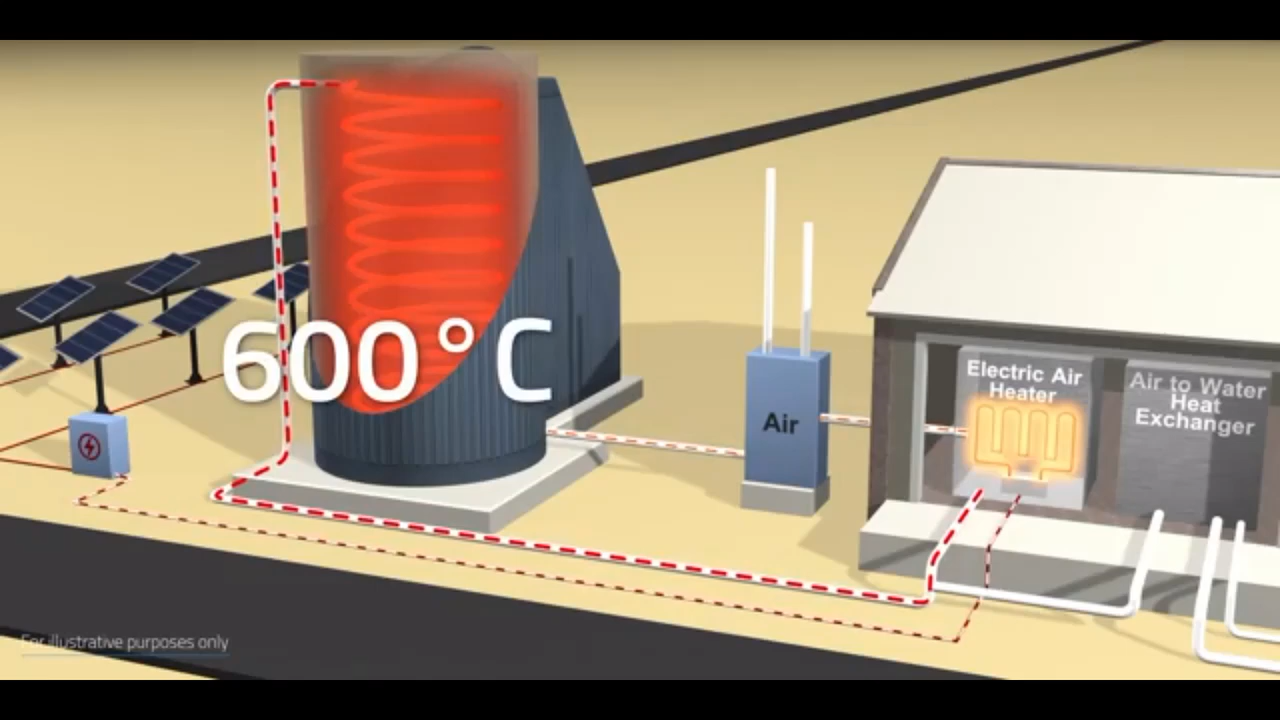 600°C
Air
Electric Air
Heater
Air to Water
Heat
Exchanger
For illustrative purposes only